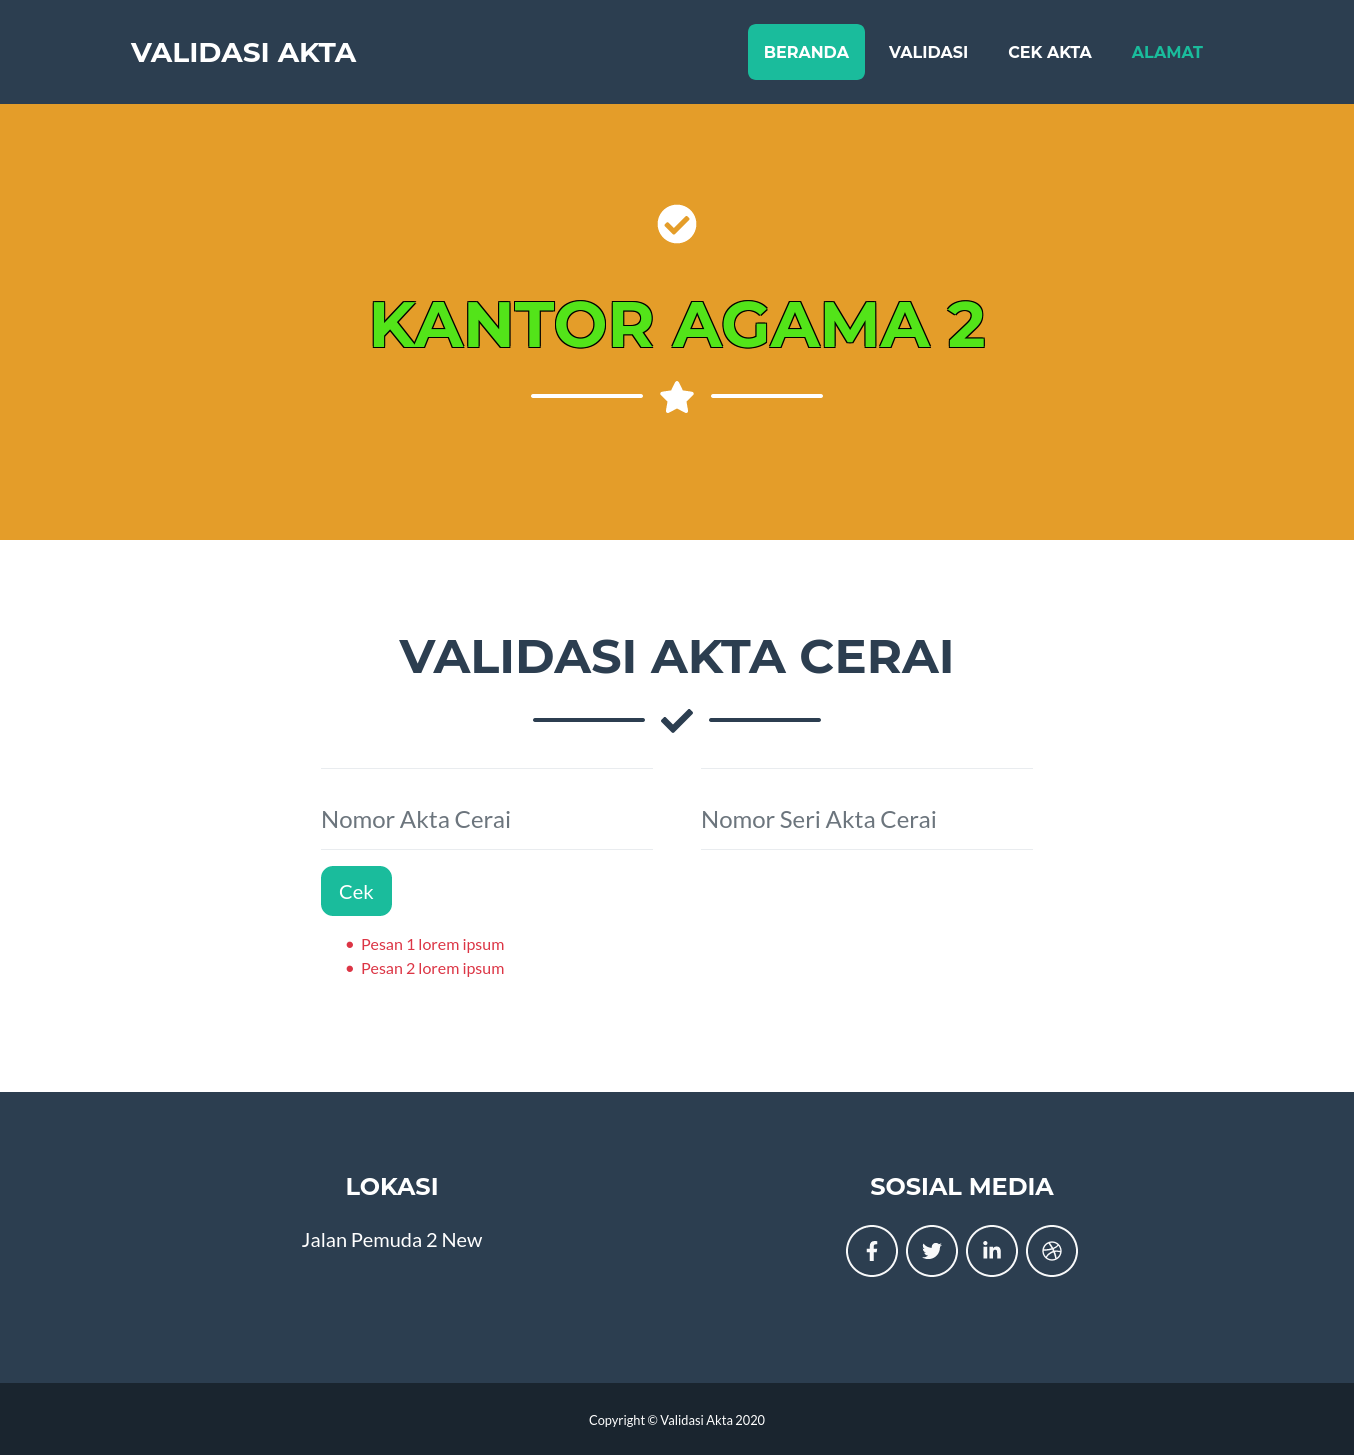 VALIDASI AKTA
BERANDA
VALIDASI
CEK AKTA
ALAMAT
KANTOR AGAMA 2
VALIDASI AKTA CERAI
Nomor Akta Cerai
Nomor Seri Akta Cerai
Cek
• Pesan 1 lorem ipsum
• Pesan 2 lorem ipsum
LOKASI
Jalan Pemuda 2 New
SOSIAL MEDIA
Copyright © Validasi Akta 2020